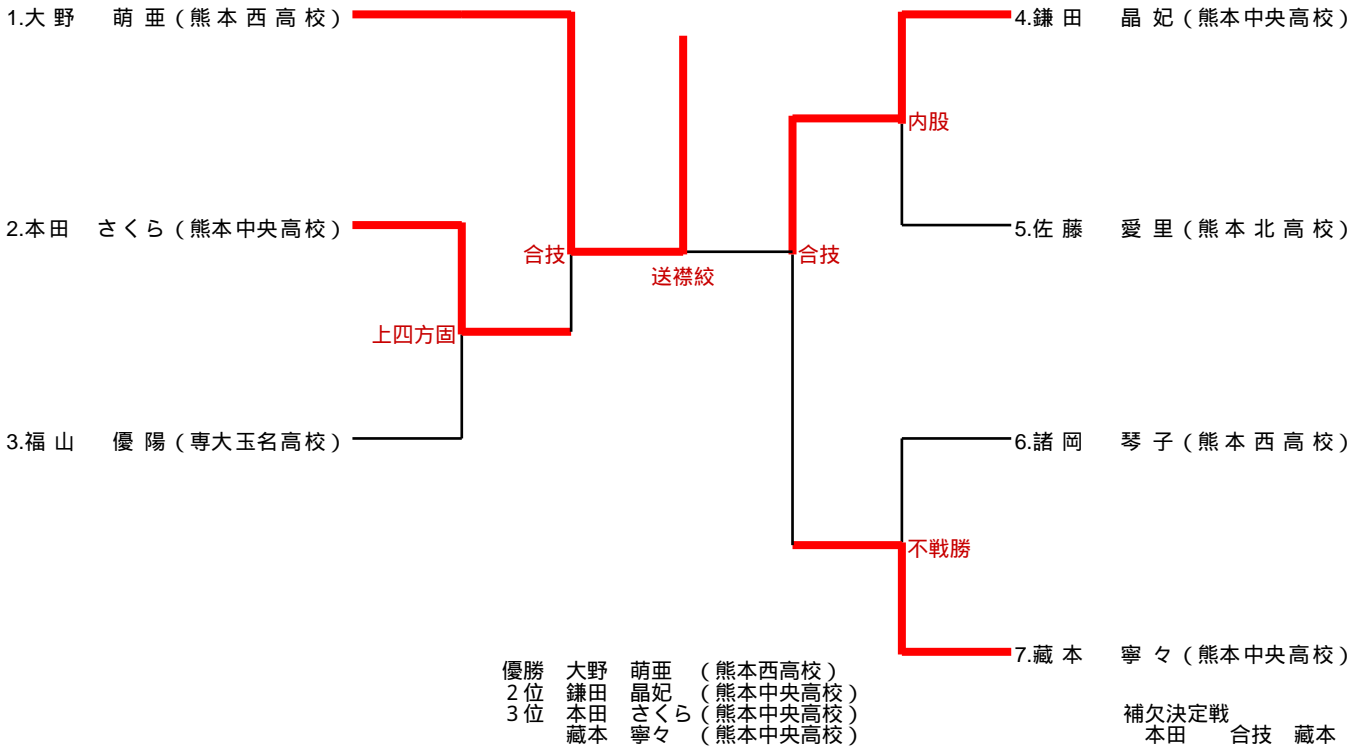 1.大野 萌亜(熊本西高校)
4.鎌田 晶妃(熊本中央高校)
内股
2.本田 さくら(熊本中央高校)
5.佐藤 愛里(熊本北高校)
合技
合技
送襟絞
上四方固
3.福山 優陽(専大玉名高校)
6.諸岡 琴子(熊本西高校)
不戦勝
7.藏本 寧々(熊本中央高校)
優勝 大野 萌亜 (熊本西高校)
2位 鎌田 晶妃 (熊本中央高校)
3位 本田 さくら(熊本中央高校)
藏本 寧々 (熊本中央高校)
補欠決定戦
本田 合技 藏本